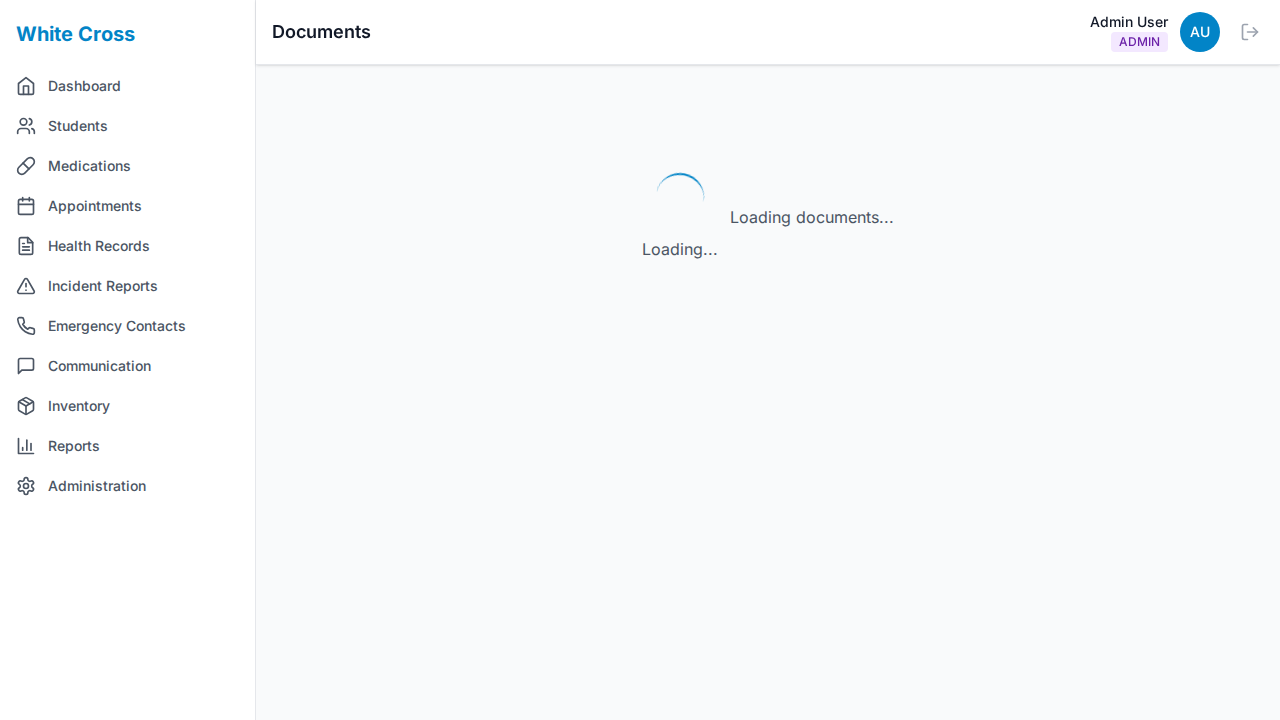 White Cross
Dashboard
Students
Medications
Appointments
Health Records
Incident Reports
Emergency Contacts
Communication
Inventory
Reports
Administration
Documents
Admin User
ADMIN
AU
Loading documents...
Loading...